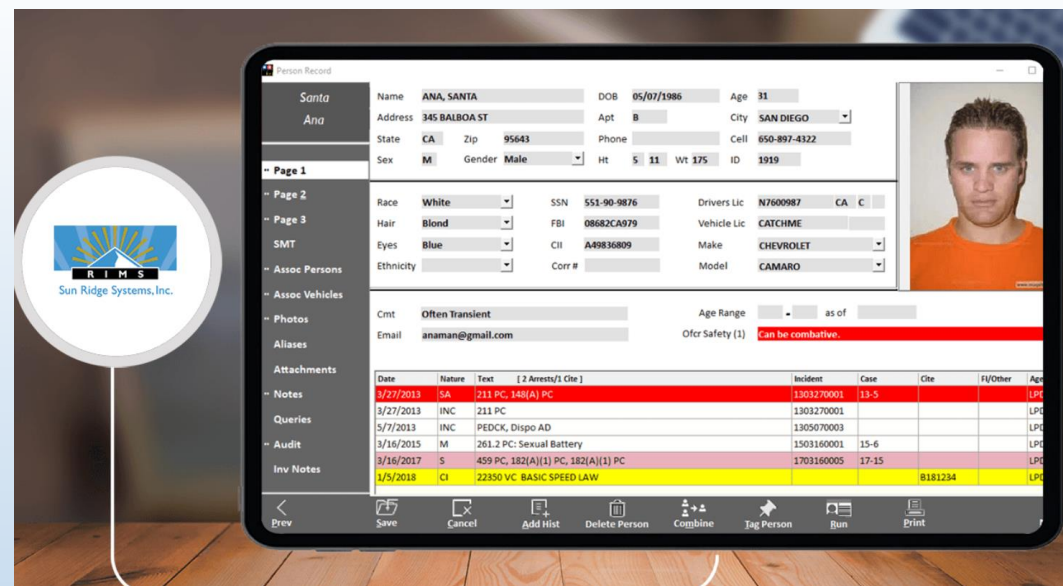 Person Record
Santa
Ana
Page 1
Page 2
Page 3
SMT
Assoc Persons
Assoc Vehicles
Photos
Aliases
Attachments
Notes
Queries
Audit
Inv Notes
Name ANA, SANTA DOB 05/07/1986 Age 31
Address 345 BALBOA ST Apt B City SAN DIEGO
State CA Zip 95643 Phone Cell 650-897-4322
Sex M Gender Male Ht 5 11 Wt 175 ID 1919
Race White SSN 551-90-9876 Drivers Lic N7600987 CA C
Hair Blond FBI 08682CA979 Vehicle Lic CATCHME
Eyes Blue CII A49836809 Make CHEVROLET
Ethnicity Corr # Model CAMARO
Cmt Often Transient Age Range - as of
Email anaman@gmail.com Ofcr Safety (1) Can be combative.
Date Nature Text [ 2 Arrests/1 Cite ] Incident Case Cite FI/Other Age
3/27/2013 SA 211 PC, 148(A) PC 1303270001 13-5 LPD
3/27/2013 INC 211 PC 1303270001 LPD
5/7/2013 INC PEDCK, Dispo AD 1305070003 LPD
3/16/2015 M 261.2 PC: Sexual Battery 1503160001 15-6 LPD
3/16/2017 S 459 PC, 182(A)(1) PC, 182(A)(1) PC 1703160005 17-15 LPD
1/5/2018 CI 22350 VC BASIC SPEED LAW B181234 LPD
Prev Save Cancel Add Hist Delete Person Combine Tag Person Run Print
RIMS
Sun Ridge Systems, Inc.